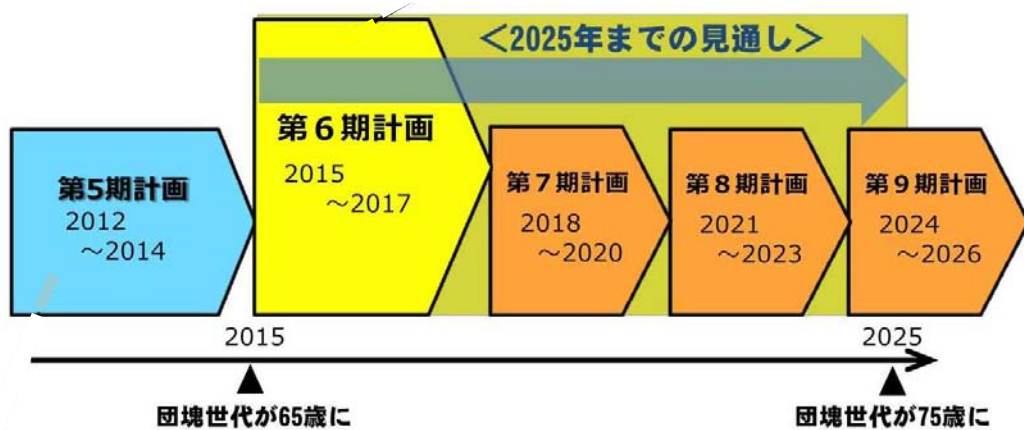 <2025年までの見通し>
第5期計画
2012
～2014
第６期計画
2015
～2017
第７期計画
2018
～2020
第８期計画
2021
～2023
第９期計画
2024
～2026
2015
2025
団塊世代が65歳に
団塊世代が75歳に